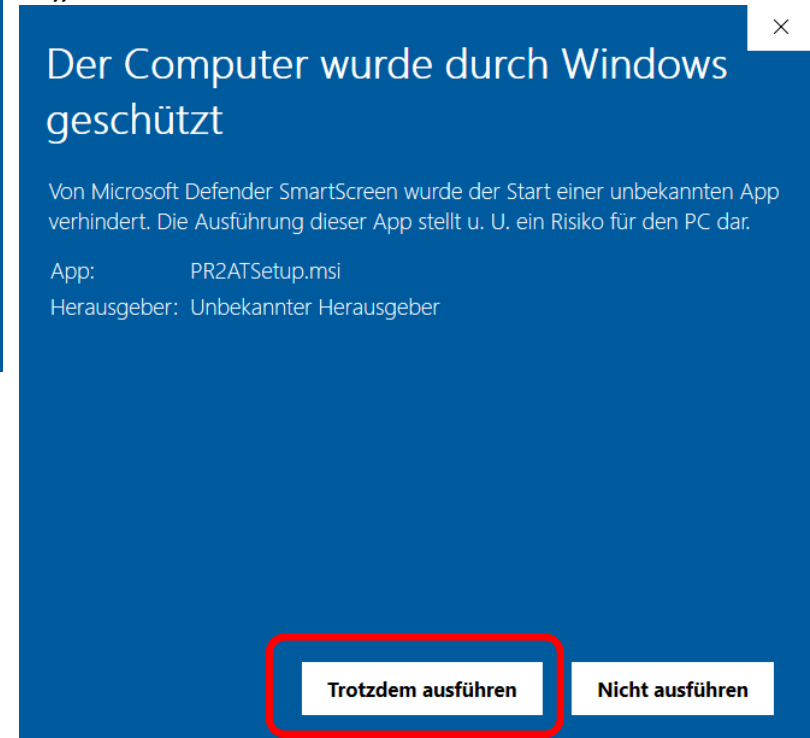 Der Computer wurde durch Windows
geschützt
Von Microsoft Defender SmartScreen wurde der Start einer unbekannten App
verhindert. Die Ausführung dieser App stellt u. U. ein Risiko für den PC dar.
App: PR2ATSetup.msi
Herausgeber: Unbekannter Herausgeber
Trotzdem ausführen Nicht ausführen